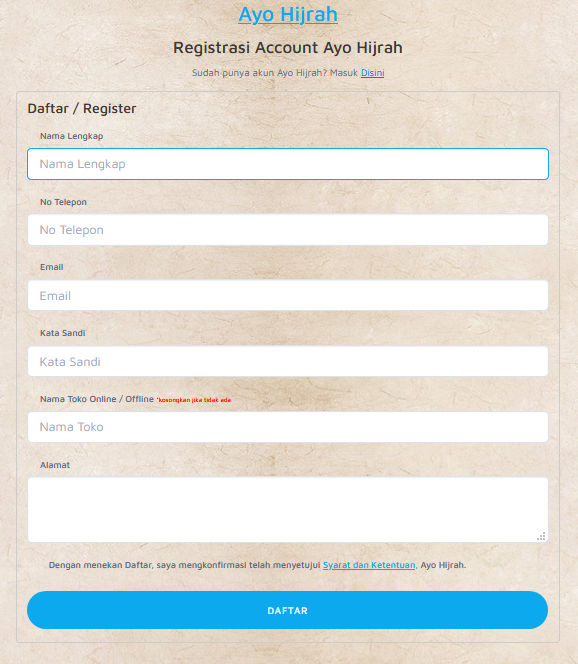 Ayo Hijrah
Registrasi Account Ayo Hijrah
Sudah punya akun Ayo Hijrah? Masuk Disini
Daftar / Register
Nama Lengkap
Nama Lengkap
No Telepon
No Telepon
Email
Email
Kata Sandi
Kata Sandi
Nama Toko Online / Offline *kosongkan jika tidak ada
Nama Toko
Alamat
Dengan menekan Daftar, saya mengkonfirmasi telah menyetujui Syarat dan Ketentuan, Ayo Hijrah.
DAFTAR